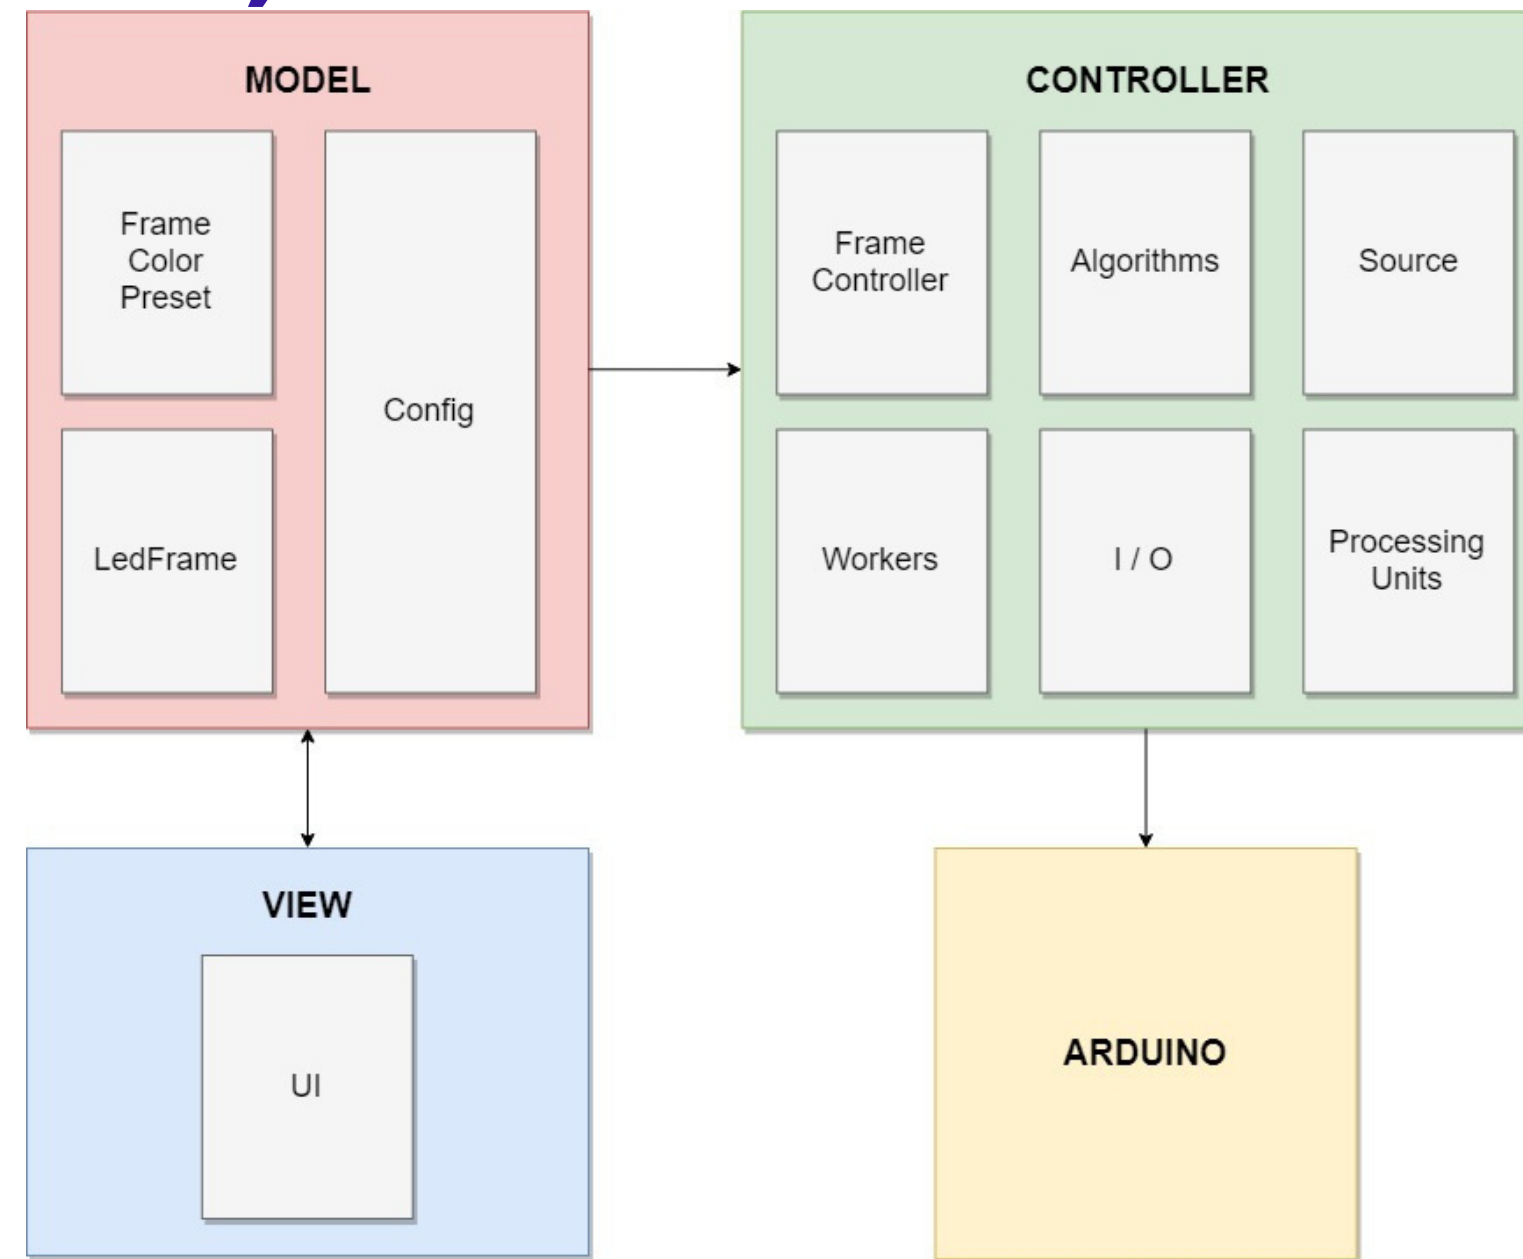 MODEL
Frame
Color
Preset
Config
LedFrame
CONTROLLER
Frame
Controller
Algorithms
Source
Workers
I / O
Processing
Units
VIEW
UI
ARDUINO